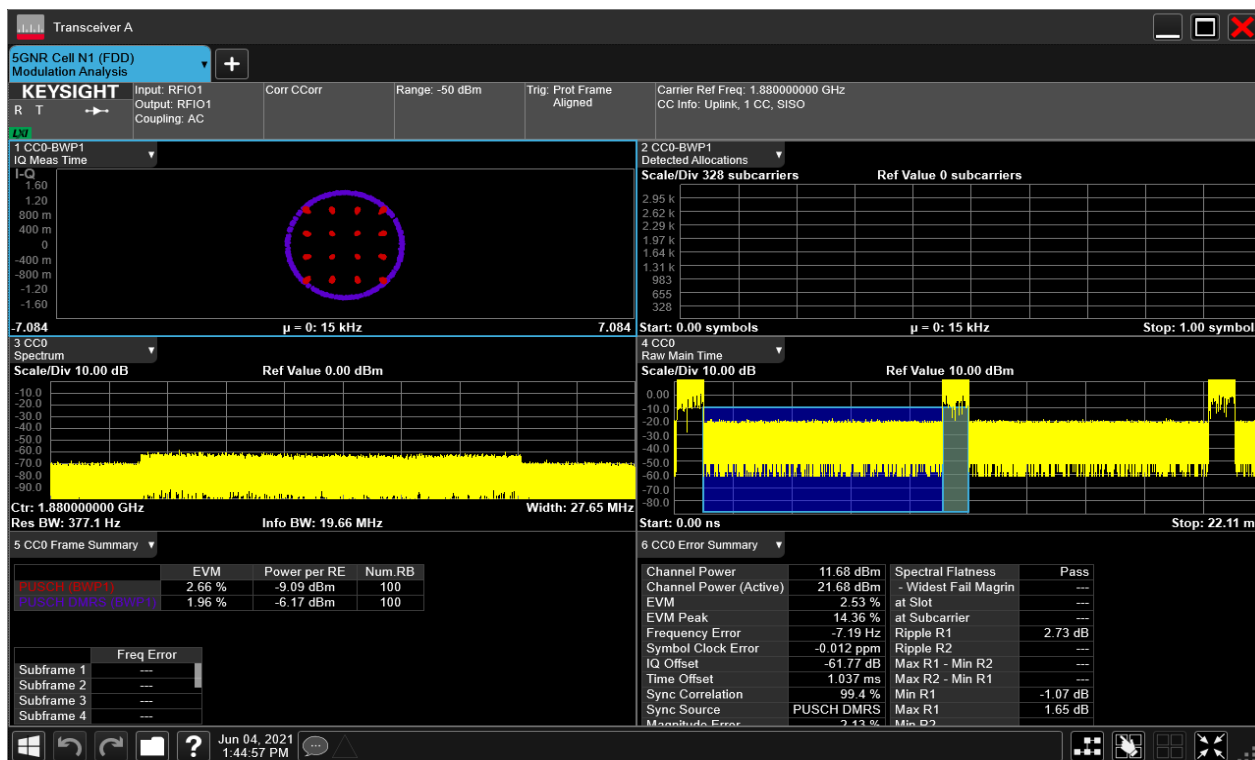 Transceiver A
5GNR Cell N1 (FDD)
Modulation Analysis
KEYSIGHT
R T
LXI
Input: RFIO1
Output: RFIO1
Coupling: AC
Corr CCorr
Range: -50 dBm
Trig: Prot Frame
Aligned
Carrier Ref Freq: 1.880000000 GHz
CC Info: Uplink, 1 CC, SISO
1 CC0-BWP1
IQ Meas Time
I-Q
1.60
1.20
800 m
400 m
0
-400 m
-800 m
-1.20
-1.60
-7.084 µ = 0: 15 kHz 7.084
2 CC0-BWP1
Detected Allocations
Scale/Div 328 subcarriers Ref Value 0 subcarriers
2.95 k
2.62 k
2.29 k
1.97 k
1.64 k
1.31 k
983
655
328
Start: 0.00 symbols µ = 0: 15 kHz Stop: 1.00 symbol
3 CC0
Spectrum
Scale/Div 10.00 dB Ref Value 0.00 dBm
-10.0
-20.0
-30.0
-40.0
-50.0
-60.0
-70.0
-80.0
-90.0
Ctr: 1.880000000 GHz Width: 27.65 MHz
Res BW: 377.1 Hz Info BW: 19.66 MHz
4 CC0
Raw Main Time
Scale/Div 10.00 dB Ref Value 10.00 dBm
0.00
-10.0
-20.0
-30.0
-40.0
-50.0
-60.0
-70.0
-80.0
Start: 0.00 ns Stop: 22.11 m
5 CC0 Frame Summary
EVM Power per RE Num.RB
PUSCH (BWP1) 2.66 % -9.09 dBm 100
PUSCH DMRS (BWP1) 1.96 % -6.17 dBm 100
Freq Error
Subframe 1 ---
Subframe 2 ---
Subframe 3 ---
Subframe 4 ---
6 CC0 Error Summary
Channel Power 11.68 dBm Spectral Flatness Pass
Channel Power (Active) 21.68 dBm - Widest Fail Magrin ---
EVM 2.53 % at Slot ---
EVM Peak 14.36 % at Subcarrier ---
Frequency Error -7.19 Hz Ripple R1 2.73 dB
Symbol Clock Error -0.012 ppm Ripple R2 ---
IQ Offset -61.77 dB Max R1 - Min R2 ---
Time Offset 1.037 ms Max R2 - Min R1 ---
Sync Correlation 99.4 % Min R1 -1.07 dB
Sync Source PUSCH DMRS Max R1 1.65 dB
Magnitude Error 2.13 % Min R2
?
Jun 04, 2021
1:44:57 PM